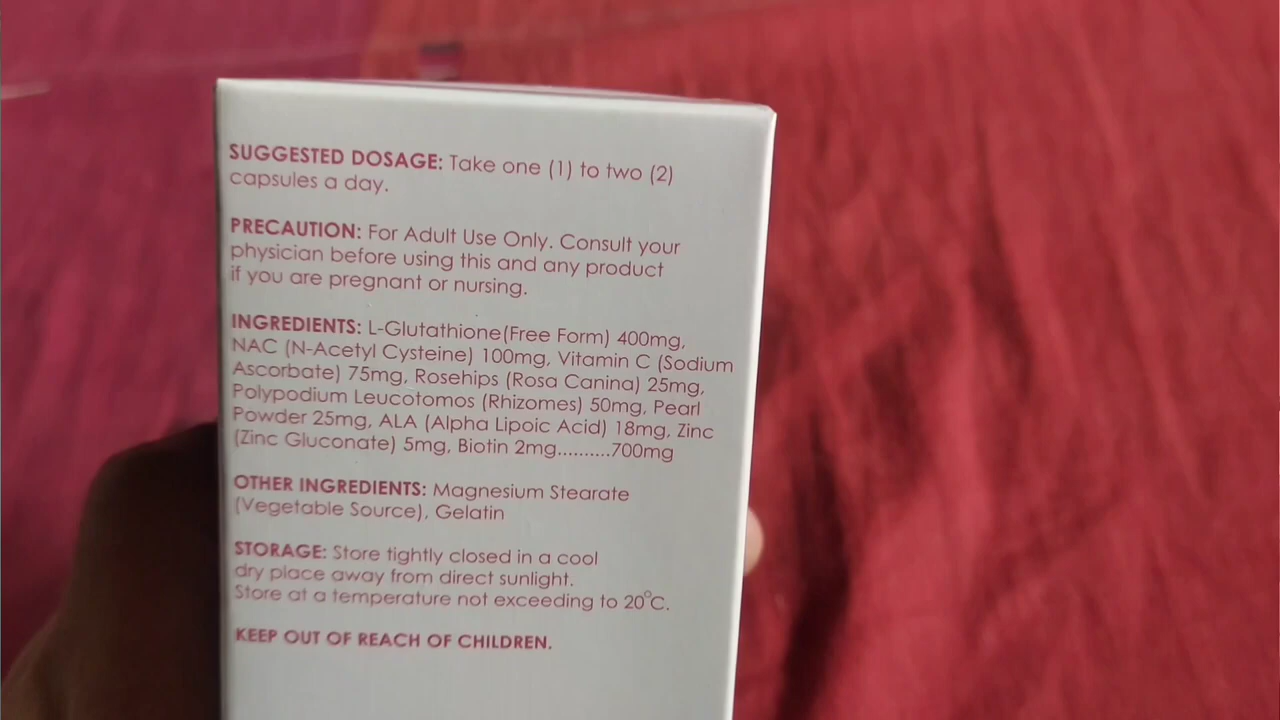 SUGGESTED DOSAGE: Take one (1) to two (2)
capsules a day.
PRECAUTION: For Adult Use Only. Consult your
physician before using this and any product
if you are pregnant or nursing.
INGREDIENTS: L-Glutathione(Free Form) 400mg,
NAC (N-Acetyl Cysteine) 100mg, Vitamin C (Sodium
Ascorbate) 75mg, Rosehips (Rosa Canina) 25mg,
Polypodium Leucotomos (Rhizomes) 50mg, Pearl
Powder 25mg, ALA (Alpha Lipoic Acid) 18mg, Zinc
(Zinc Gluconate) 5mg, Biotin 2mg..........700mg
OTHER INGREDIENTS: Magnesium Stearate
(Vegetable Source), Gelatin
STORAGE: Store tightly closed in a cool
dry place away from direct sunlight.
Store at a temperature not exceeding to 20°C.
KEEP OUT OF REACH OF CHILDREN.